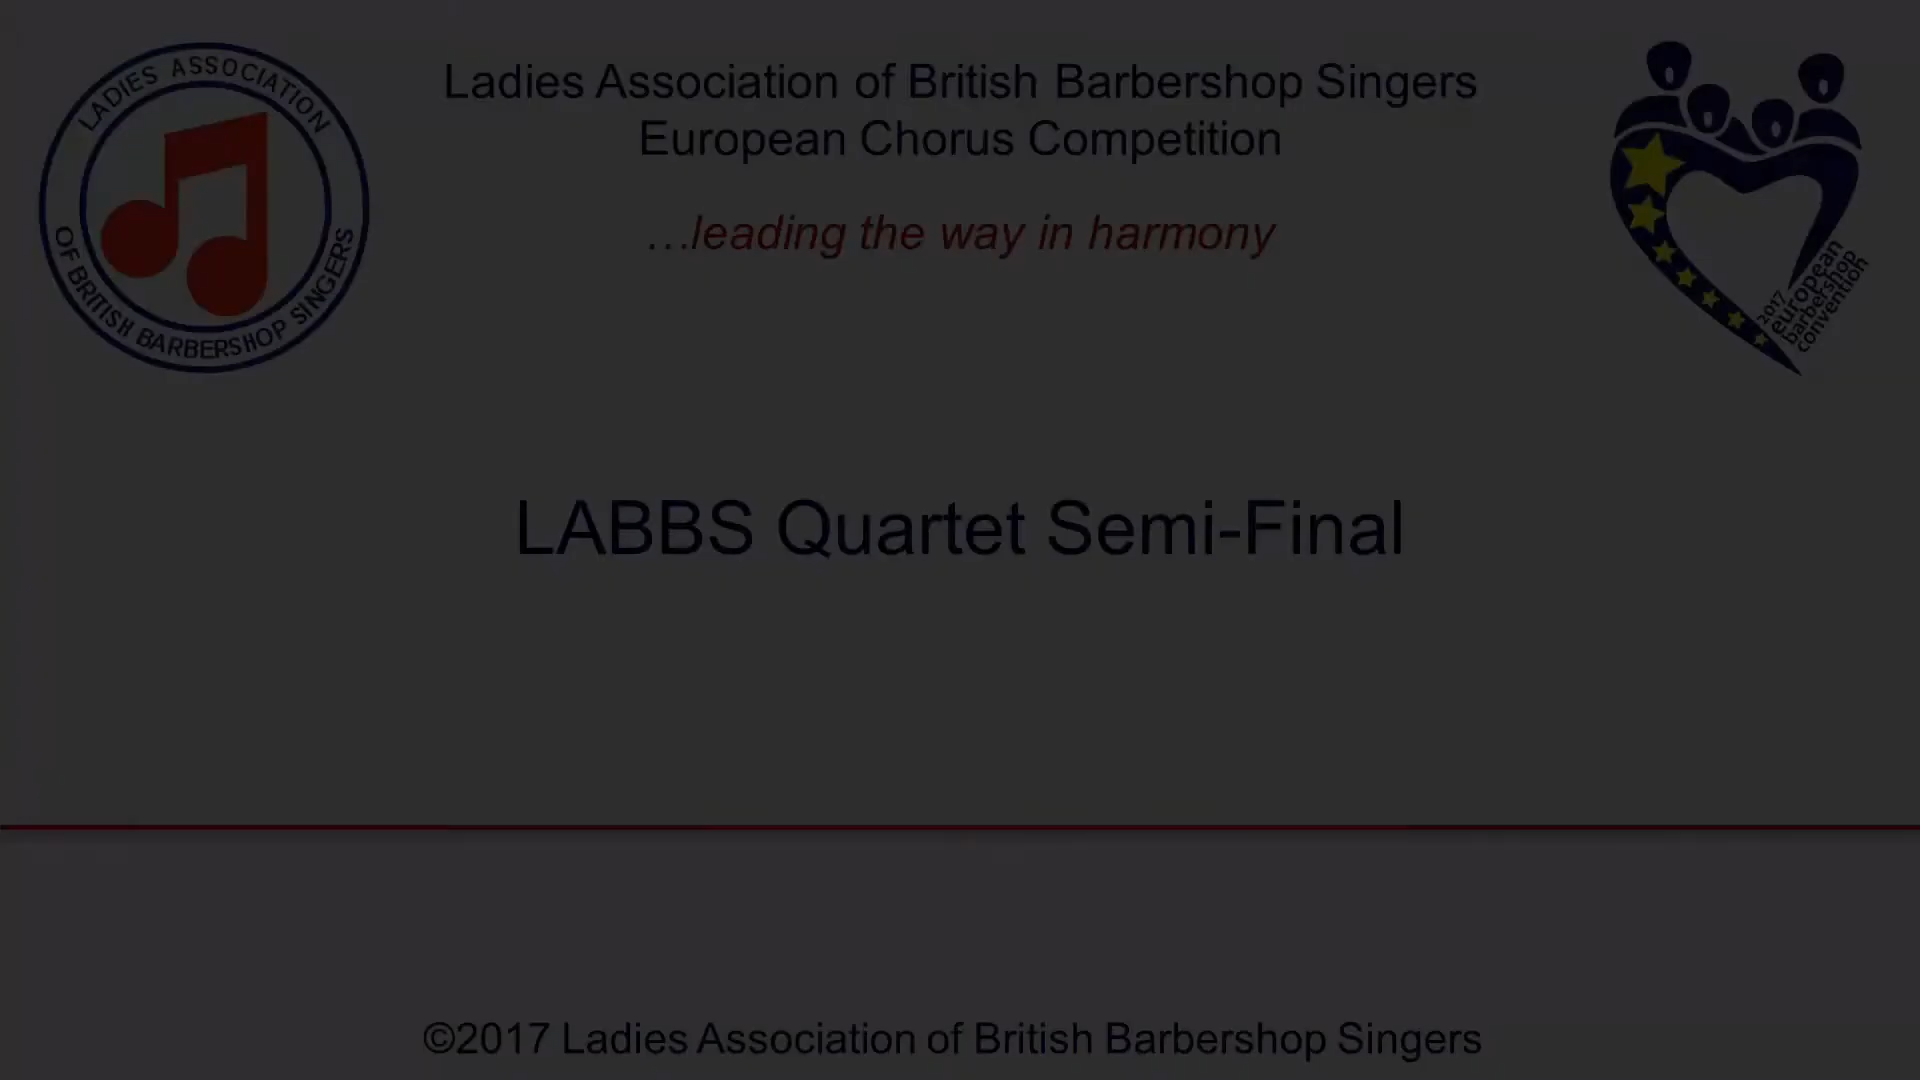 LADIES ASSOCIATION
OF BRITISH BARBERSHOP SINGERS
Ladies Association of British Barbershop Singers
European Chorus Competition
...leading the way in harmony
2017
european
barbershop
convention
LABBS Quartet Semi-Final
©2017 Ladies Association of British Barbershop Singers